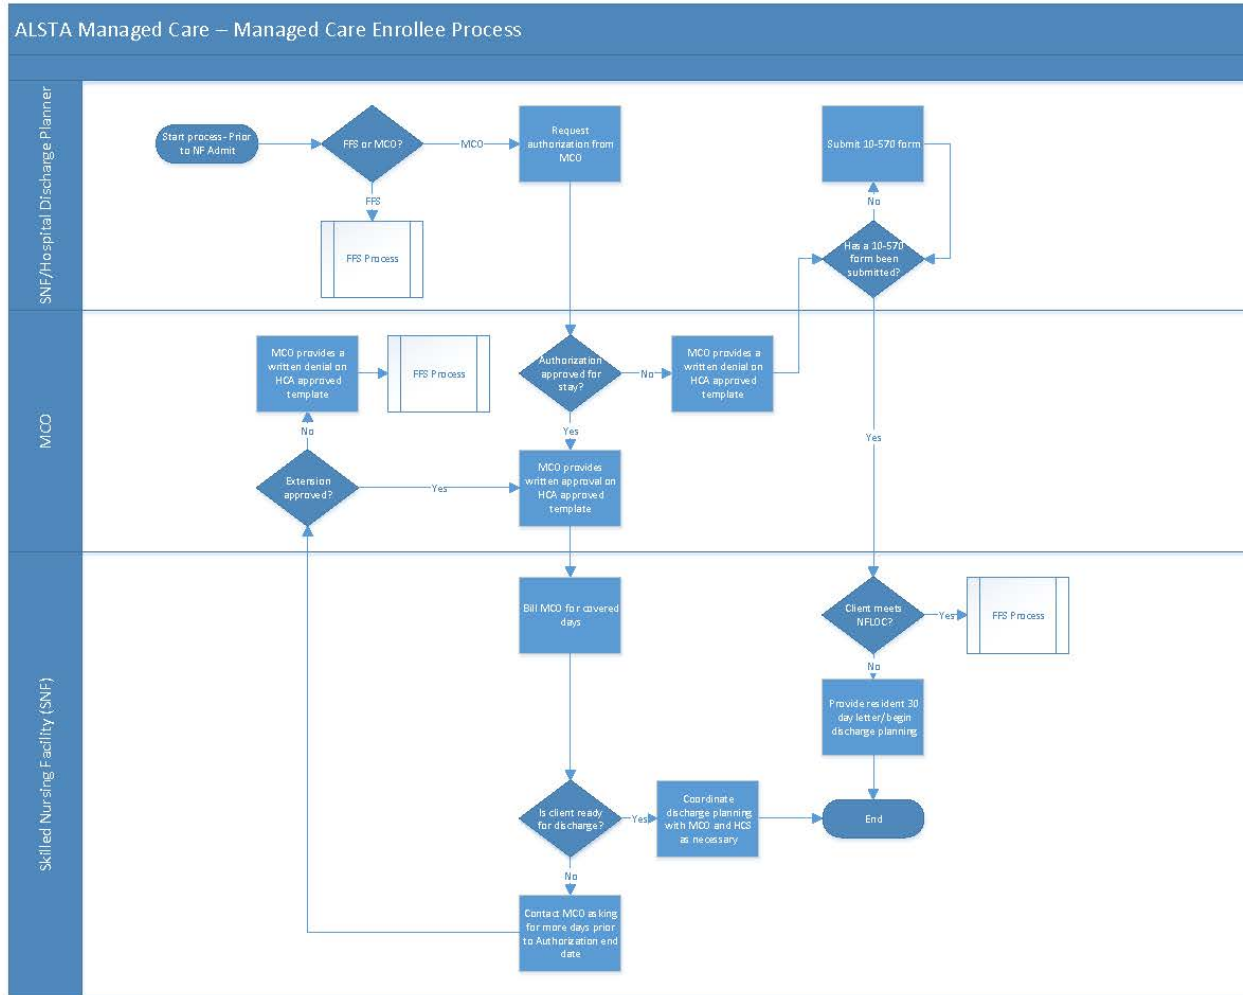 ALSTA Managed Care – Managed Care Enrollee Process
SNF/Hospital Discharge Planner
Start process - Prior
to NF Admit
FFS or MCO?
MCO
Request
authorization from
MCO
FFS
FFS Process
Submit 10-570 form
No
Has a 10-570
form been
submitted?
MCO
MCO provides a
written denial on
HCA approved
template
FFS Process
Authorization
approved for
stay?
No
MCO provides a
written denial on
HCA approved
template
Yes
No
Yes
Extension
approved?
Yes
MCO provides
written approval on
HCA approved
template
Skilled Nursing Facility (SNF)
Bill MCO for covered
days
Client meets
NFLOC?
Yes
FFS Process
No
Provide resident 30
day letter/begin
discharge planning
Is client ready
for discharge?
Yes
Coordinate
discharge planning
with MCO and HCS
as necessary
End
No
Contact MCO asking
for more days prior
to Authorization end
date